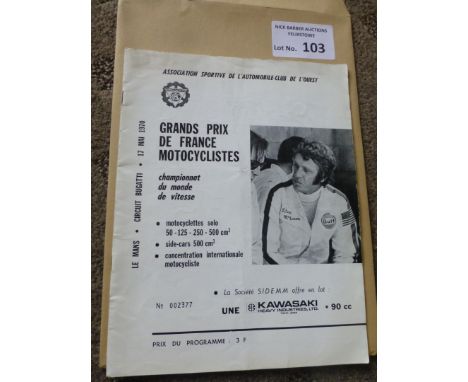 NICK BARBER AUCTIONS
FELIXSTOWE
Lot No. 103
ASSOCIATION SPORTIVE DE L'AUTOMOBILE-CLUB DE L'OUEST
GRANDS PRIX
DE FRANCE
MOTOCYCLISTES
championnat
du monde
de vitesse
• motocyclettes solo
50 - 125 - 250 - 500 cm³
• side-cars 500 cm³
• concentration internationale
motocycliste
LE MANS • CIRCUIT BUGATTI • 17 MAI 1970
Gulf
N° 002377
• La Société SIDEMM offre en lot :
UNE KAWASAKI • 90 cc
HEAVY INDUSTRIES, LTD.
PRIX DU PROGRAMME : 3 F